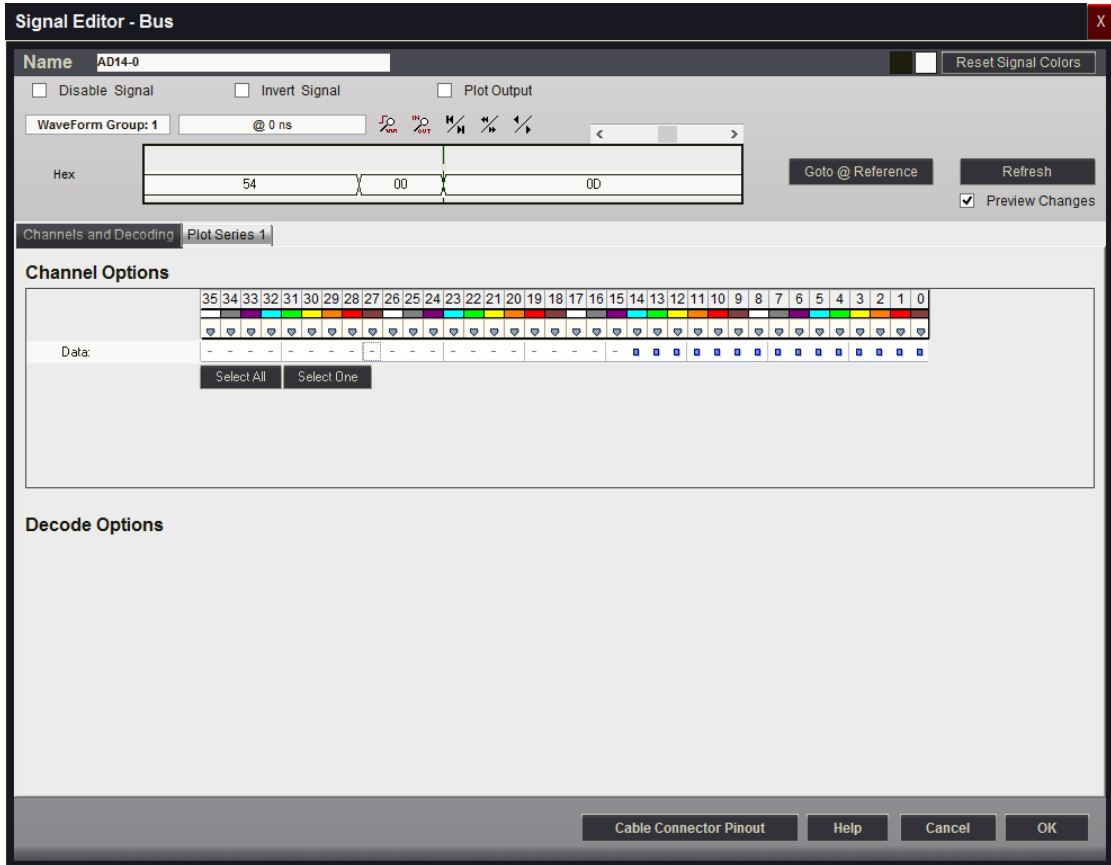 Signal Editor - Bus X
Name AD14-0 Reset Signal Colors
Disable Signal Invert Signal Plot Output
WaveForm Group: 1 @ 0 ns IN OUT < >
Hex 54 00 0D Goto @ Reference Refresh
Preview Changes
Channels and Decoding Plot Series 1
Channel Options
35 34 33 32 31 30 29 28 27 26 25 24 23 22 21 20 19 18 17 16 15 14 13 12 11 10 9 8 7 6 5 4 3 2 1 0
Data: - - - - - - - - - - - - - - - - - - - - -
Select All Select One
Decode Options
Cable Connector Pinout Help Cancel OK